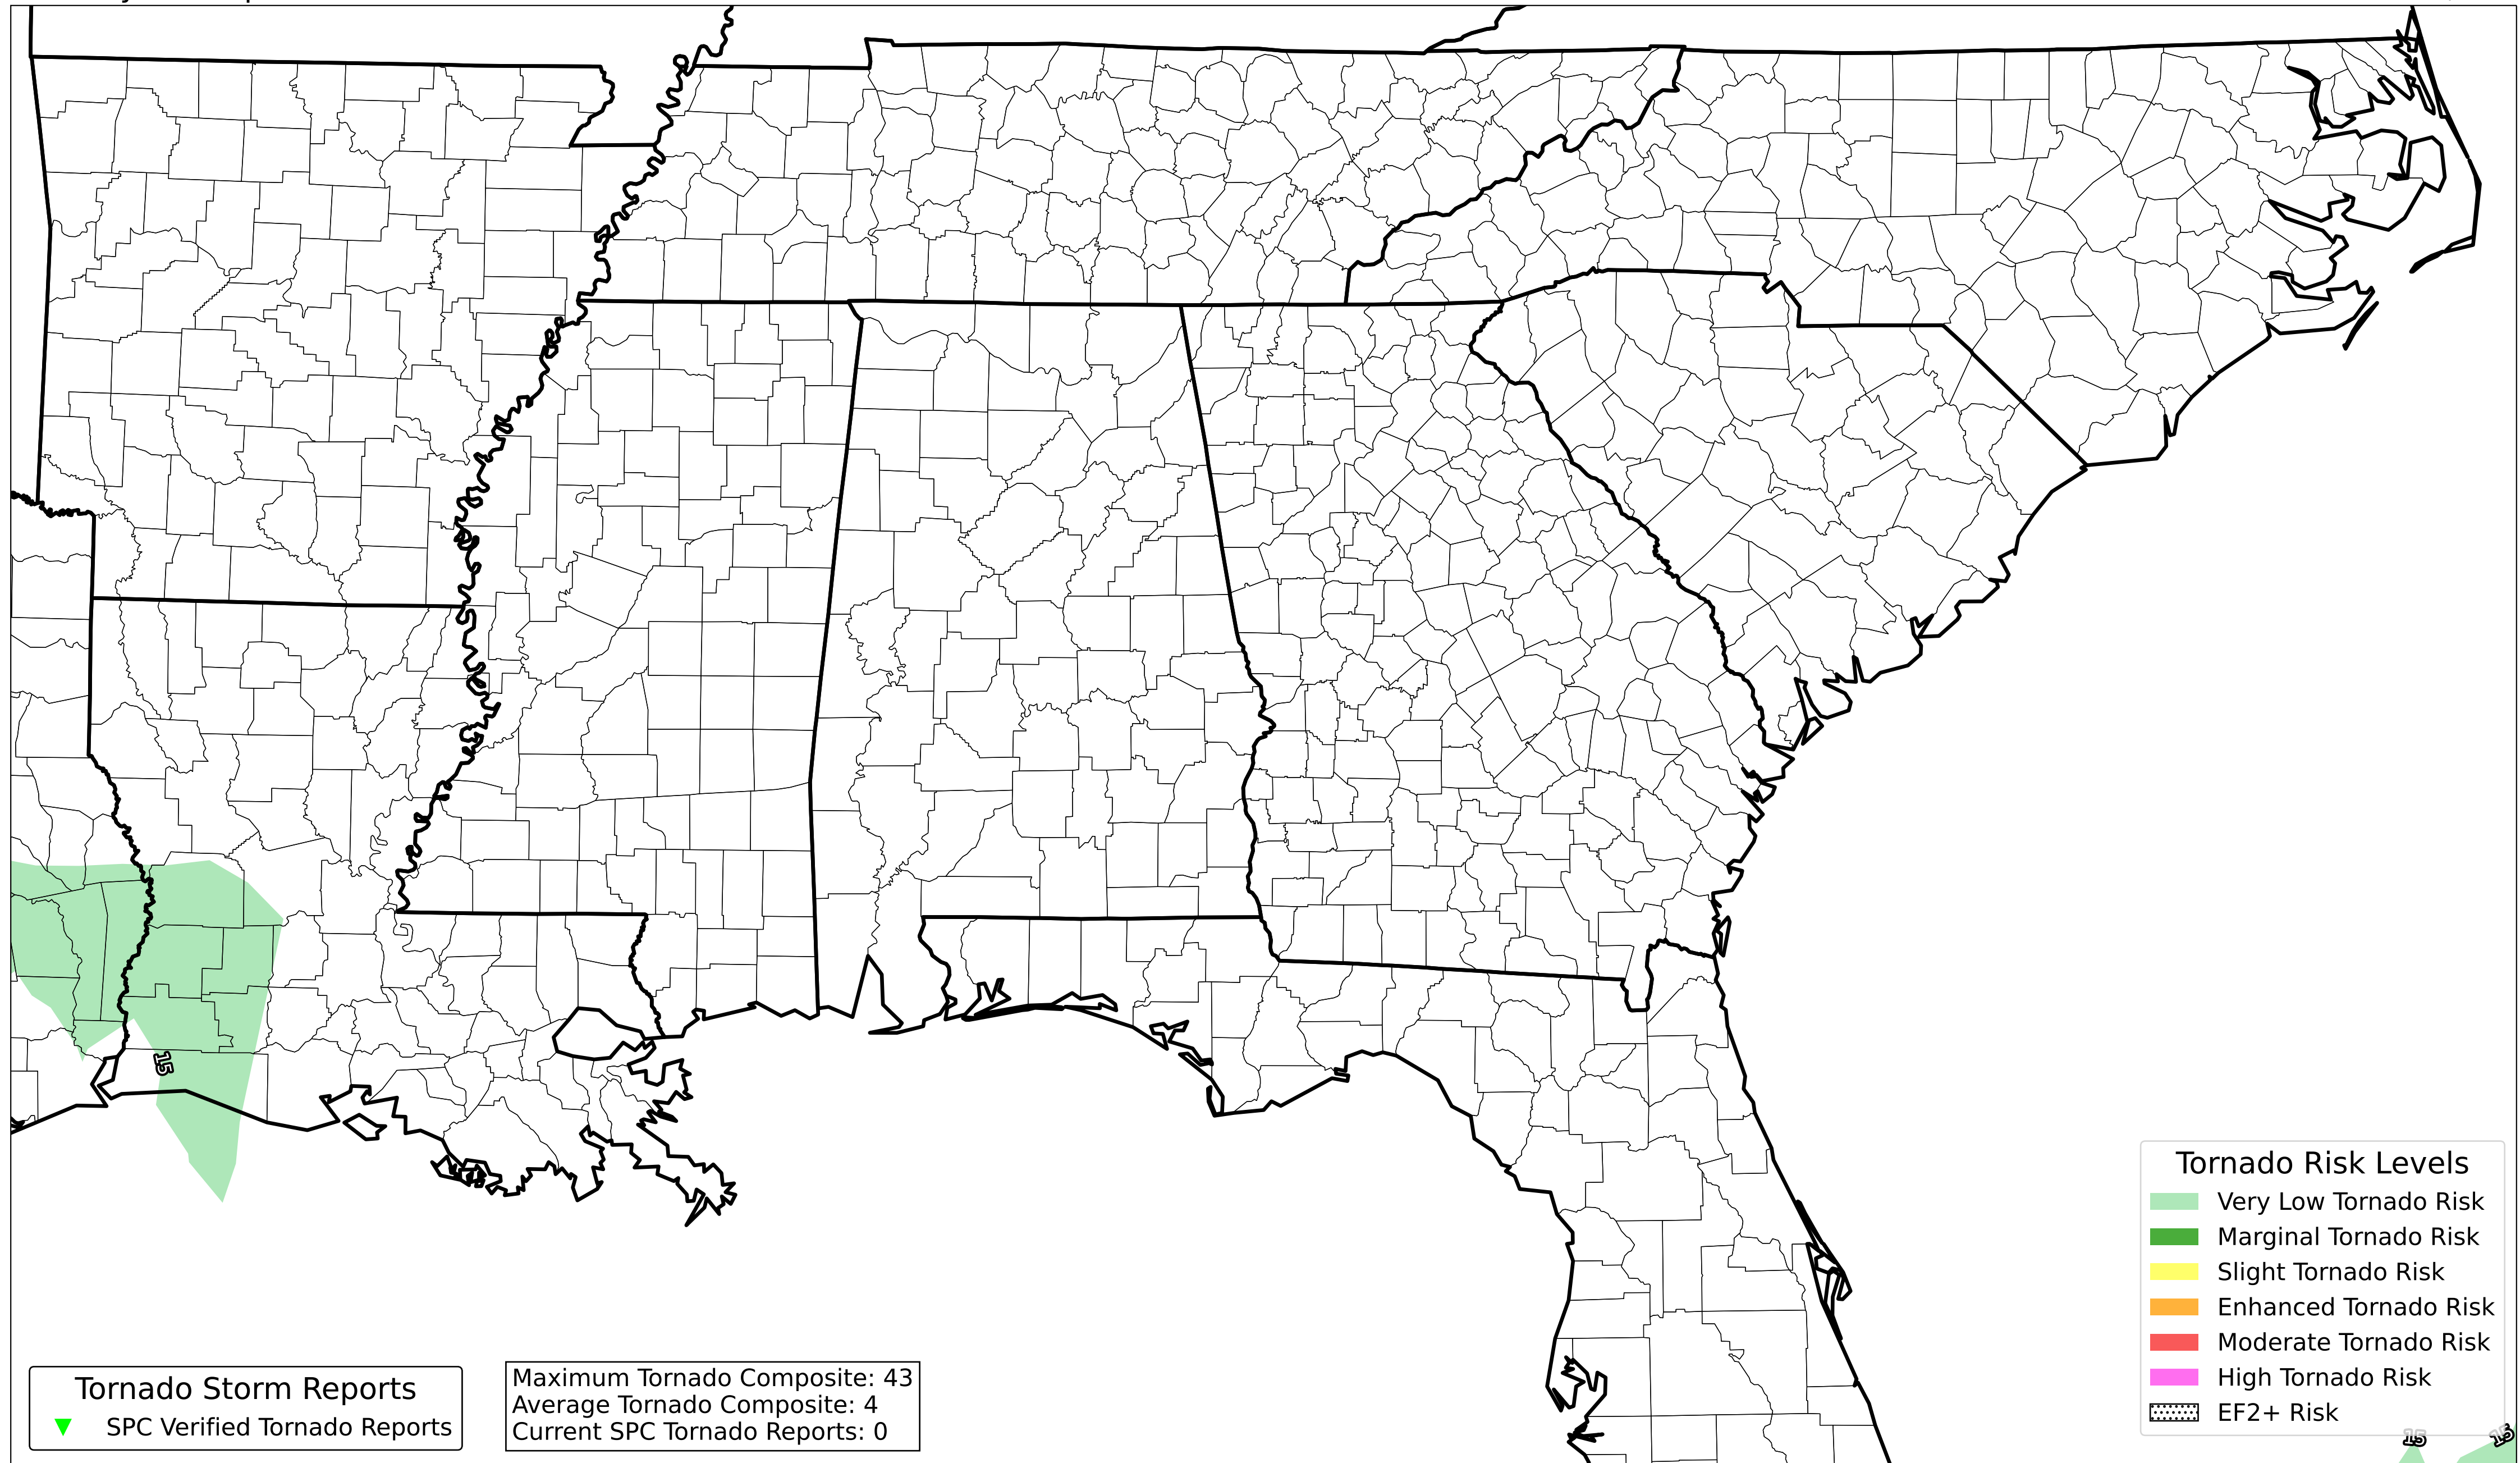 15
Tornado Risk Levels
Very Low Tornado Risk
Marginal Tornado Risk
Slight Tornado Risk
Enhanced Tornado Risk
Moderate Tornado Risk
High Tornado Risk
EF2+ Risk
Tornado Storm Reports
SPC Verified Tornado Reports
Maximum Tornado Composite: 43
Average Tornado Composite: 4
Current SPC Tornado Reports: 0
15
15